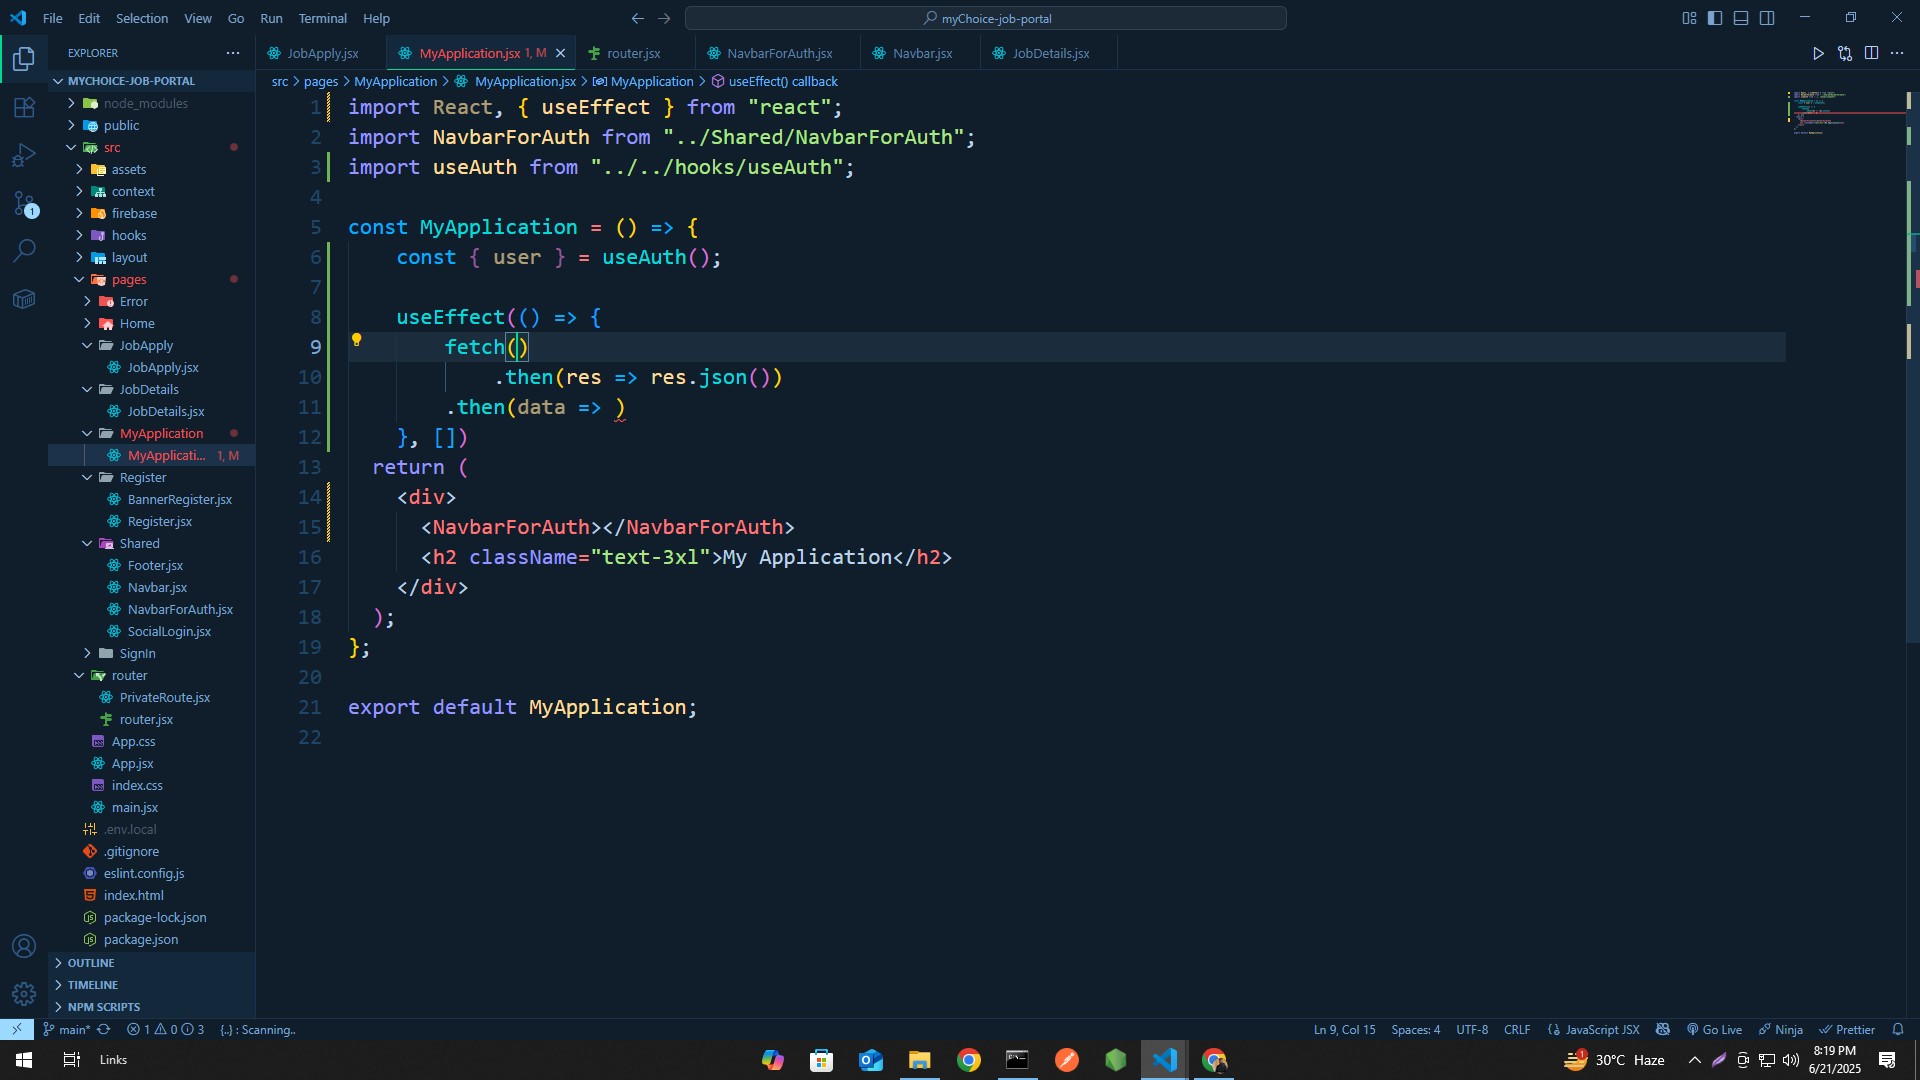 File Edit Selection View Go Run Terminal Help
myChoice-job-portal
EXPLORER
JobApply.jsx
MyApplication.jsx 1, M
router.jsx
NavbarForAuth.jsx
Navbar.jsx
JobDetails.jsx
src > pages > MyApplication > MyApplication.jsx > MyApplication > useEffect() callback
MYCHOICE-JOB-PORTAL
node_modules
public
src
assets
context
firebase
hooks
layout
pages
Error
Home
JobApply
JobApply.jsx
JobDetails
JobDetails.jsx
MyApplication
MyApplicati... 1, M
Register
BannerRegister.jsx
Register.jsx
Shared
Footer.jsx
Navbar.jsx
NavbarForAuth.jsx
SocialLogin.jsx
SignIn
router
PrivateRoute.jsx
router.jsx
App.css
App.jsx
index.css
main.jsx
.env.local
.gitignore
eslint.config.js
index.html
package-lock.json
package.json
OUTLINE
TIMELINE
NPM SCRIPTS
1
1 import React, { useEffect } from "react";
2 import NavbarForAuth from "../Shared/NavbarForAuth";
3 import useAuth from "../../hooks/useAuth";
4
5 const MyApplication = () => {
6 const { user } = useAuth();
7
8 useEffect(() => {
9 fetch()
10 .then(res => res.json())
11 .then(data => )
12 }, [])
13 return (
14 <div>
15 <NavbarForAuth></NavbarForAuth>
16 <h2 className="text-3xl">My Application</h2>
17 </div>
18 );
19 };
20
21 export default MyApplication;
22
main* 1 0 3 {..} : Scanning.. Ln 9, Col 15 Spaces: 4 UTF-8 CRLF JavaScript JSX Go Live Ninja Prettier
Links
1
30°C Haze
8:19 PM
6/21/2025